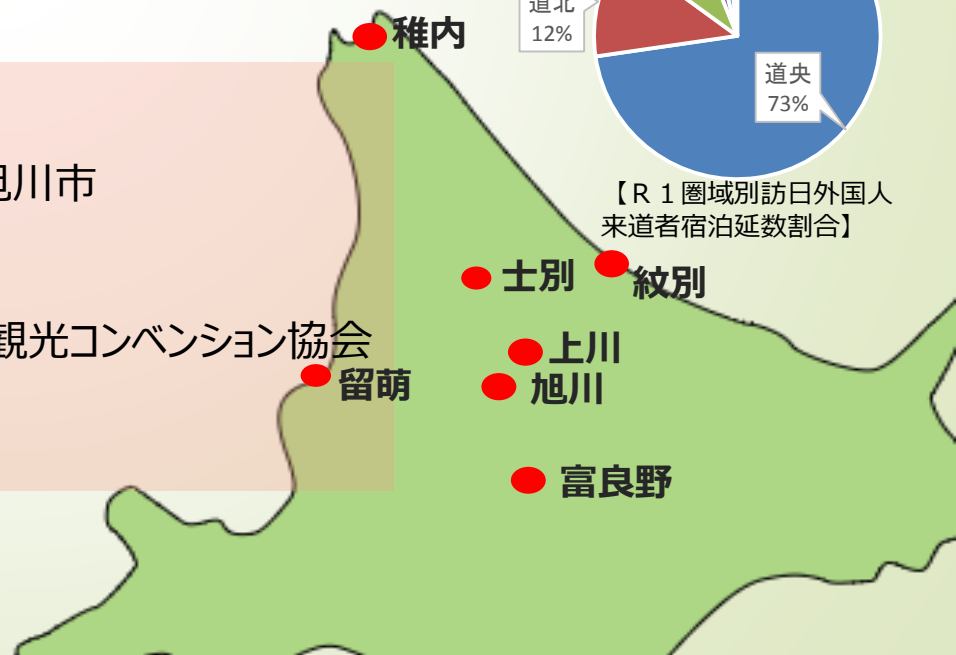 道北
12%
道央
73%
【R1圏域別訪日外国人
来道者宿泊延数割合】
稚内
旭川市
士別
紋別
観光コンベンション協会
上川
留萌
旭川
富良野